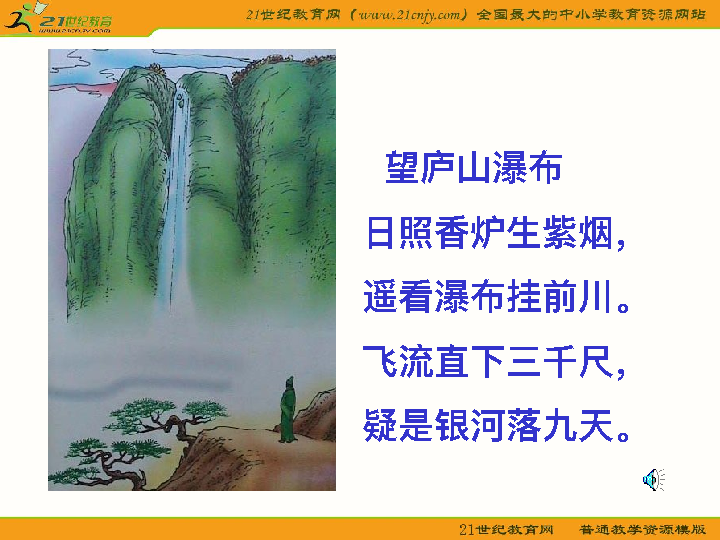 21世纪教育
21世纪教育网（www.21cnjy.com）全国最大的中小学教育资源网站
望庐山瀑布
日照香炉生紫烟，
遥看瀑布挂前川。
飞流直下三千尺，
疑是银河落九天。
21世纪教育网 普通教学资源模版